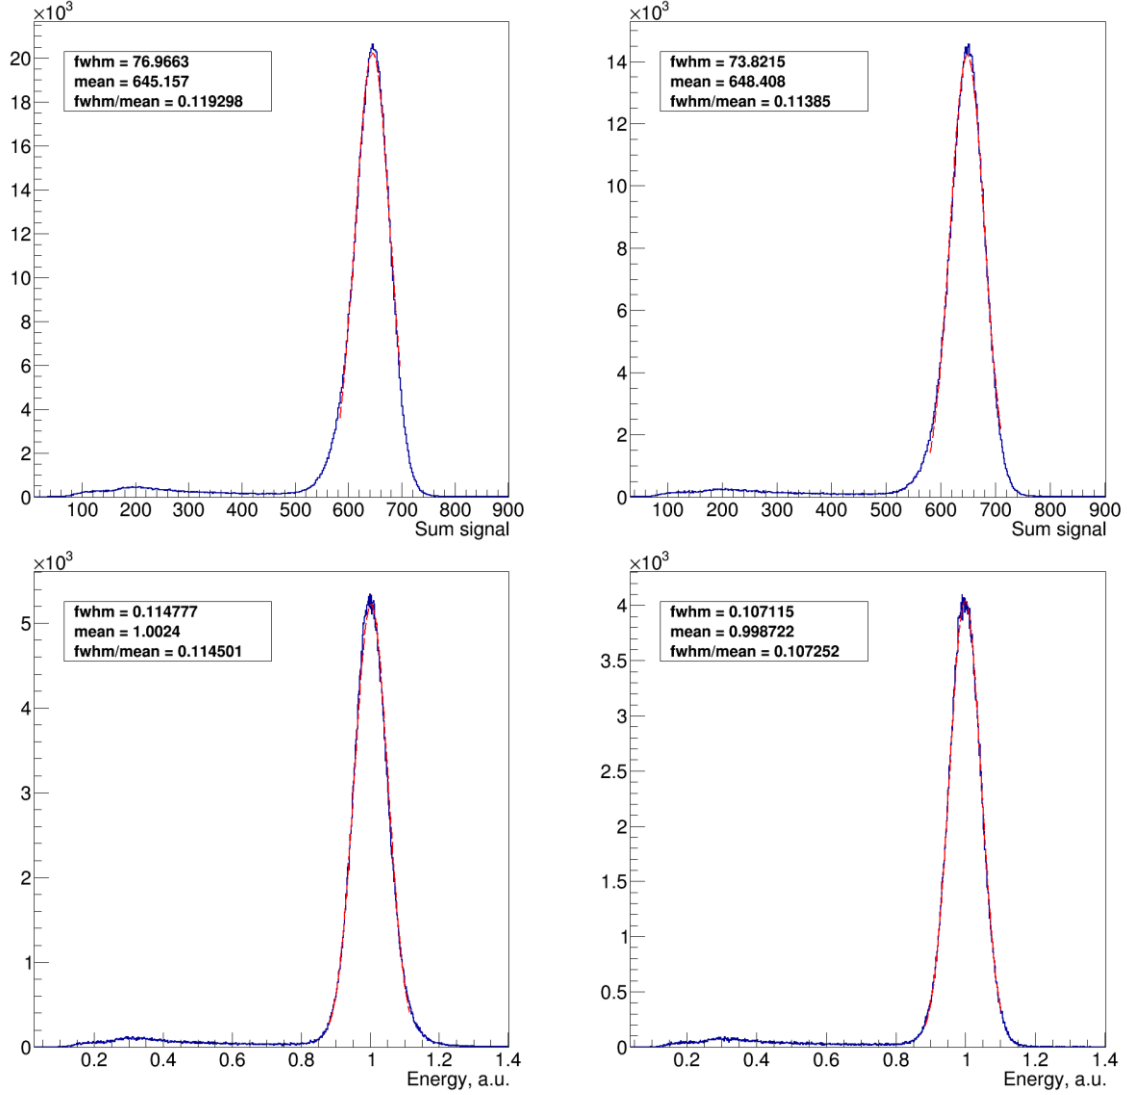 ×10³
20
18
16
14
12
10
8
6
4
2
0
fwhm = 76.9663
mean = 645.157
fwhm/mean = 0.119298
100 200 300 400 500 600 700 800 900
Sum signal
×10³
14
12
10
8
6
4
2
0
fwhm = 73.8215
mean = 648.408
fwhm/mean = 0.11385
100 200 300 400 500 600 700 800 900
Sum signal
×10³
5
4
3
2
1
0
fwhm = 0.114777
mean = 1.0024
fwhm/mean = 0.114501
0.2 0.4 0.6 0.8 1 1.2 1.4
Energy, a.u.
×10³
4
3.5
3
2.5
2
1.5
1
0.5
0
fwhm = 0.107115
mean = 0.998722
fwhm/mean = 0.107252
0.2 0.4 0.6 0.8 1 1.2 1.4
Energy, a.u.